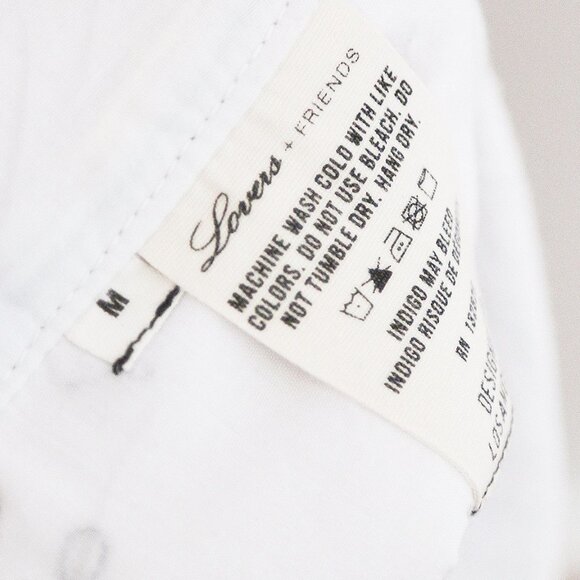 Lovers + FRIENDS
MACHINE WASH COLD WITH LIKE
COLORS. DO NOT USE BLEACH. DO
NOT TUMBLE DRY. HANG DRY.
INDIGO MAY BLEED
INDIGO RISQUE DE
RN
M